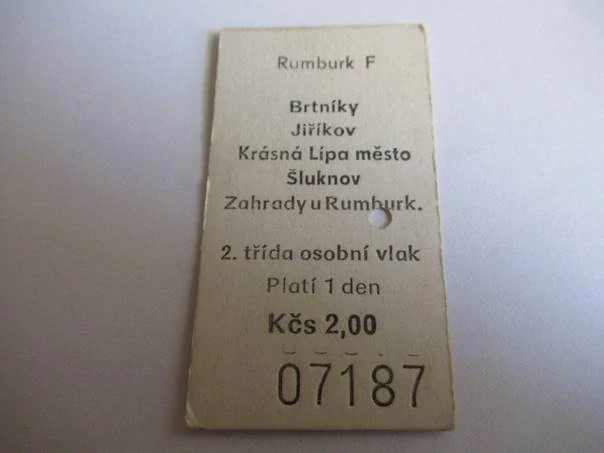 Rumburk F
Brtníky
Jiříkov
Krásná Lípa město
Šluknov
Zahrady u Rumburk.
2. třída osobní vlak
Platí 1 den
Kčs 2,00
07187